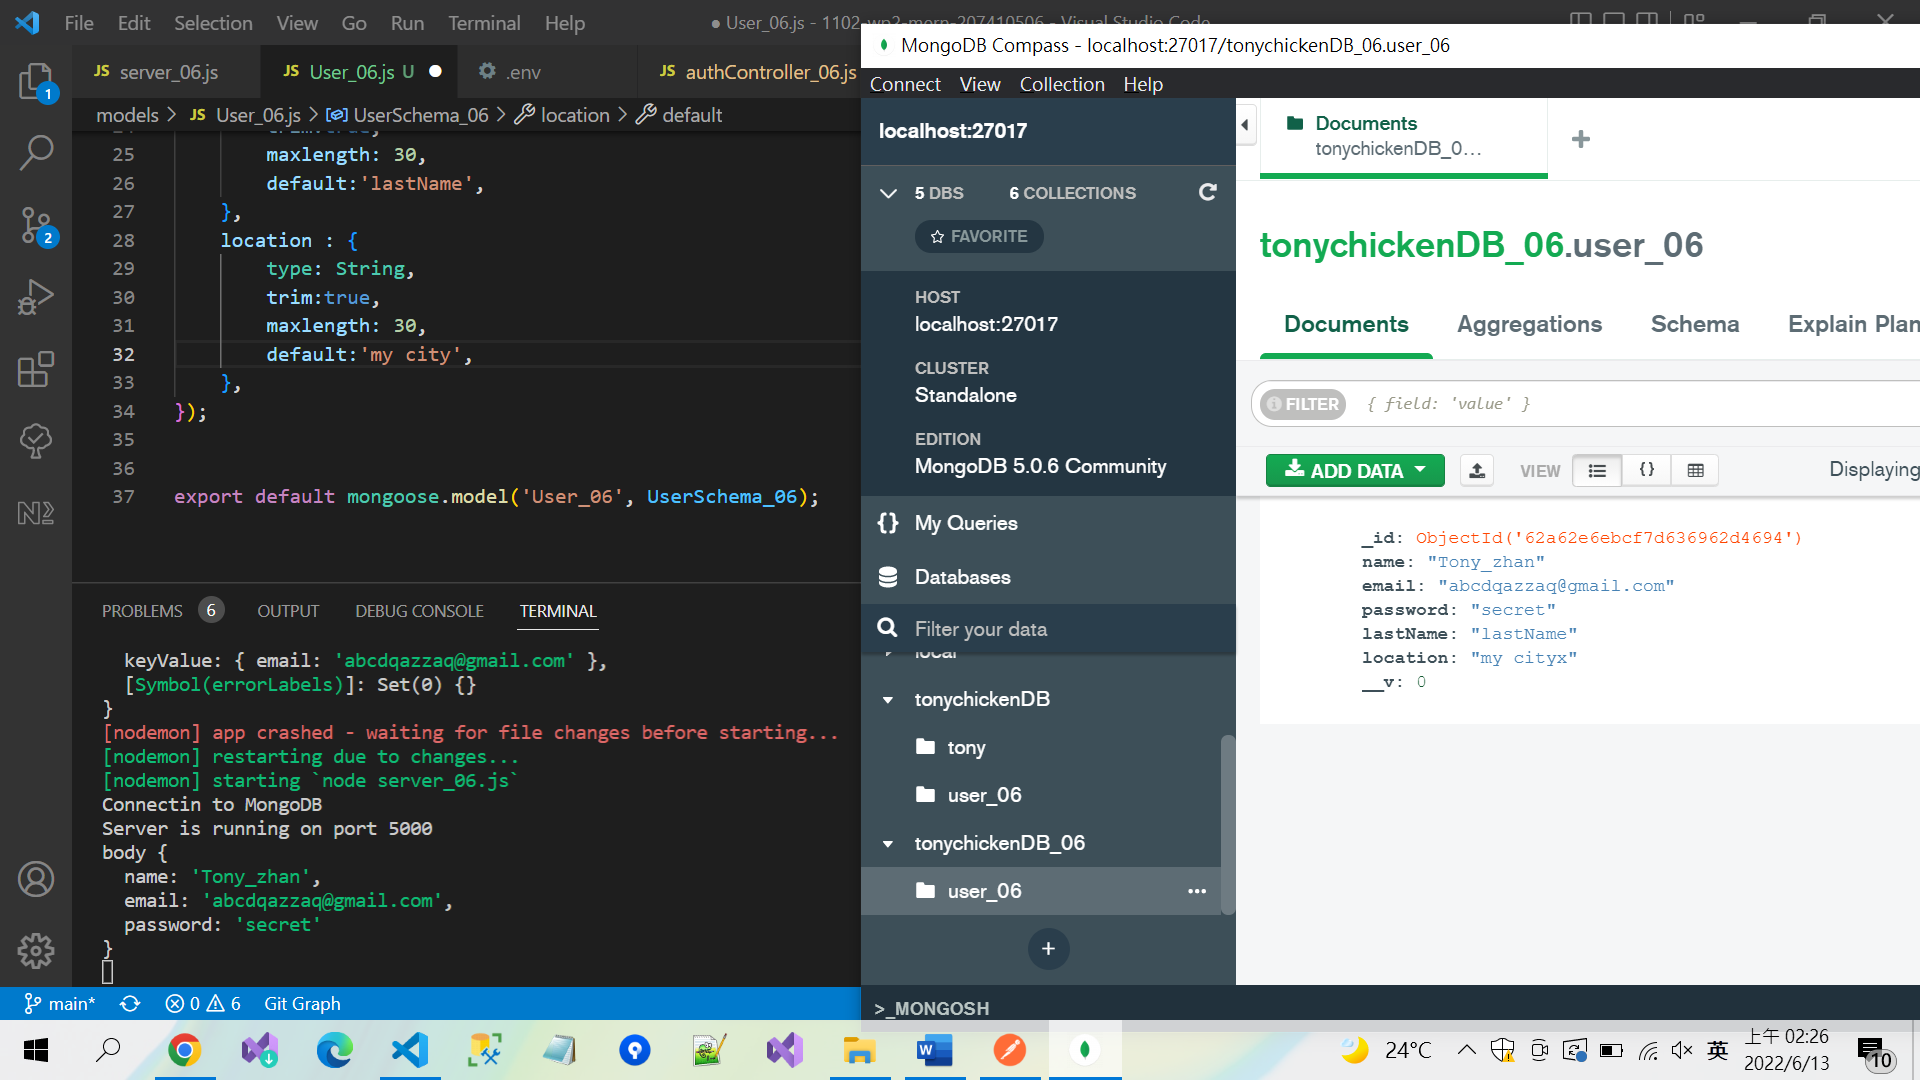 File Edit Selection View Go Run Terminal Help
● User_06.js - 1102-wp2-mern-207410506 - Visual Studio Code
JS server_06.js
JS User_06.js U ●
.env
JS authController_06.js
models > JS User_06.js > UserSchema_06 > location > default
25 maxlength: 30,
26 default:'lastName',
27 },
28 location : {
29 type: String,
30 trim:true,
31 maxlength: 30,
32 default:'my city',
33 },
34 });
35
36
37 export default mongoose.model('User_06', UserSchema_06);
PROBLEMS 6 OUTPUT DEBUG CONSOLE TERMINAL
keyValue: { email: 'abcdqazzaq@gmail.com' },
[Symbol(errorLabels)]: Set(0) {}
}
[nodemon] app crashed - waiting for file changes before starting...
[nodemon] restarting due to changes...
[nodemon] starting `node server_06.js`
Connectin to MongoDB
Server is running on port 5000
body {
name: 'Tony_zhan',
email: 'abcdqazzaq@gmail.com',
password: 'secret'
}
1
2
main* 0 6 Git Graph
MongoDB Compass - localhost:27017/tonychickenDB_06.user_06
Connect View Collection Help
localhost:27017
5 DBS 6 COLLECTIONS
FAVORITE
HOST
localhost:27017
CLUSTER
Standalone
EDITION
MongoDB 5.0.6 Community
{} My Queries
Databases
Filter your data
local
tonychickenDB
tony
user_06
tonychickenDB_06
user_06 •••
+
>_MONGOSH
Documents
tonychickenDB_0...
+
tonychickenDB_06.user_06
Documents Aggregations Schema Explain Plan
FILTER { field: 'value' }
ADD DATA VIEW {} Displaying
_id: ObjectId('62a62e6ebcf7d636962d4694')
name: "Tony_zhan"
email: "abcdqazzaq@gmail.com"
password: "secret"
lastName: "lastName"
location: "my cityx"
__v: 0
24°C 英 上午 02:26
2022/6/13
10